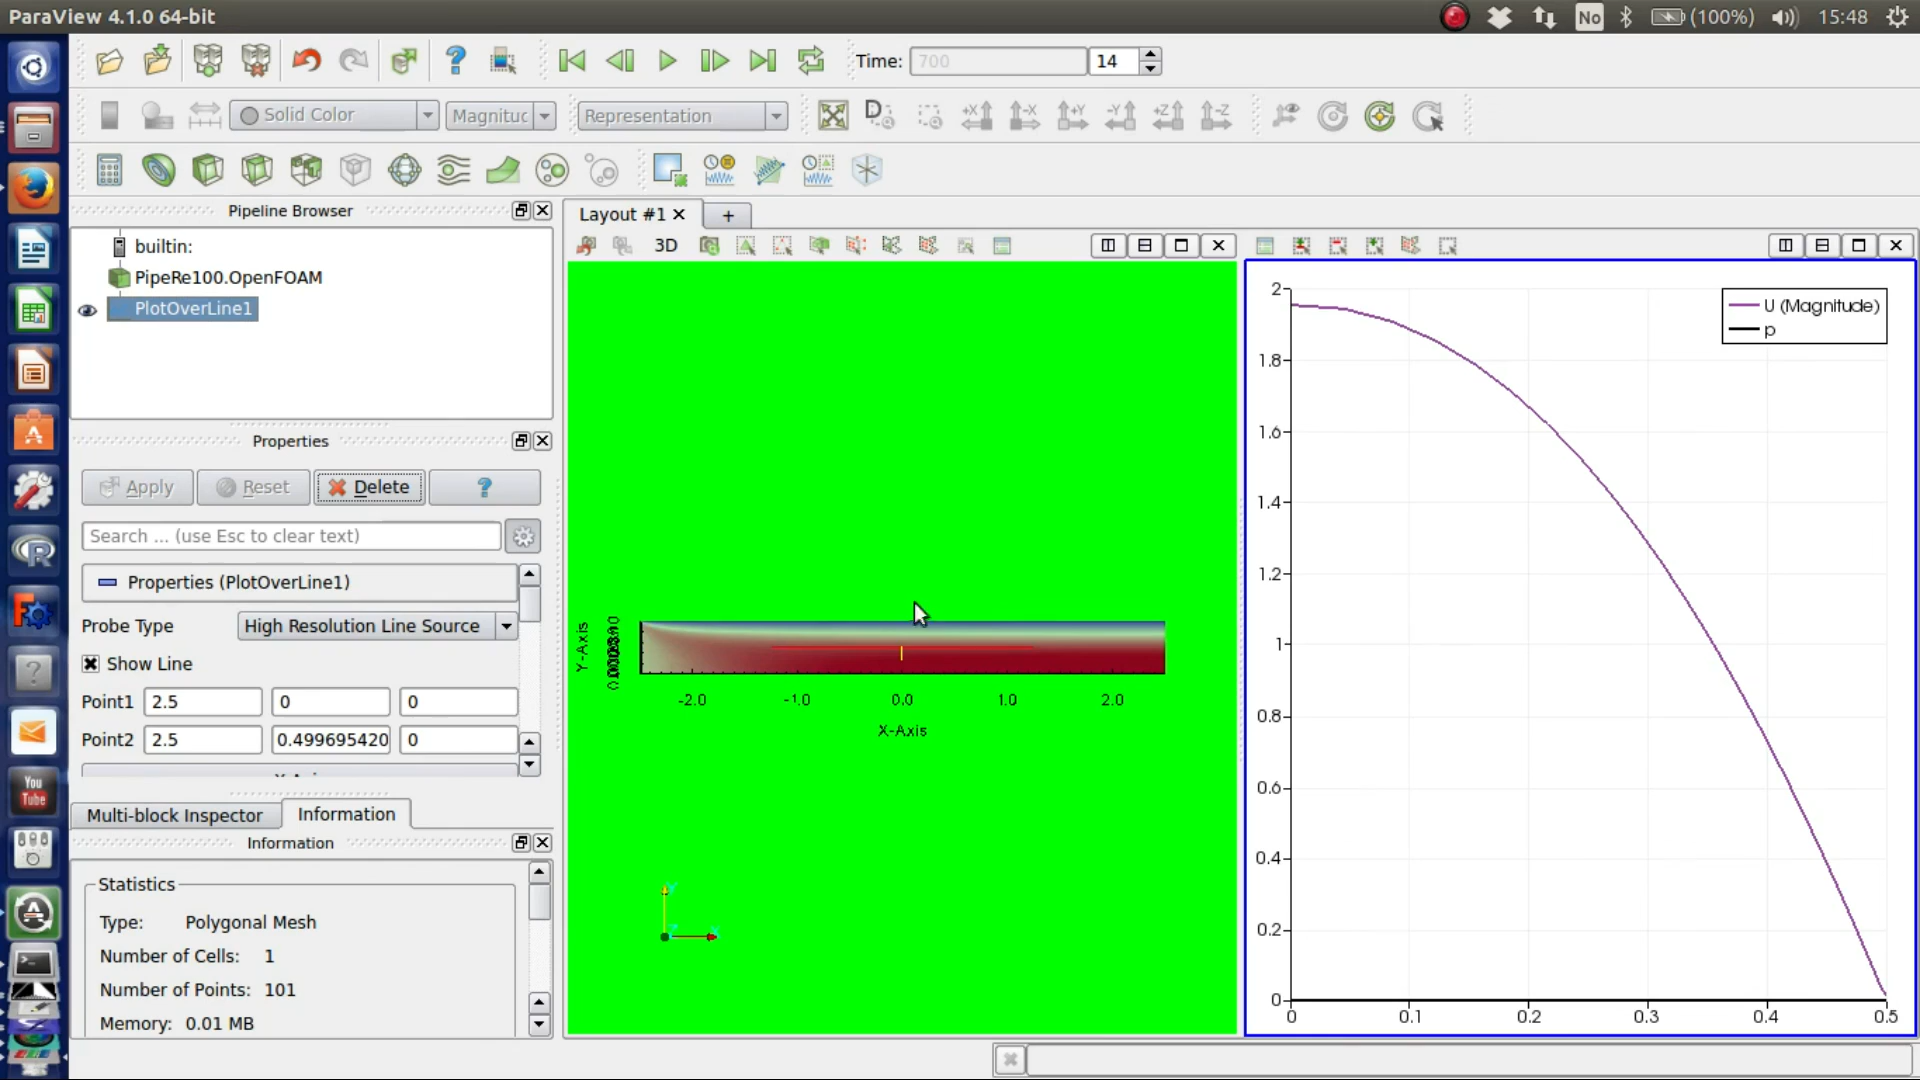 ParaView 4.1.0 64-bit
No
(100%)
15:48
Time: 700 14
Solid Color
Magnituc
Representation
Pipeline Browser
builtin:
PipeRe100.OpenFOAM
PlotOverLine1
Properties
Apply
Reset
Delete
?
Search ... (use Esc to clear text)
Properties (PlotOverLine1)
Probe Type High Resolution Line Source
Show Line
Point1 2.5 0 0
Point2 2.5 0.499695420 0
Multi-block Inspector
Information
Information
Statistics
Type: Polygonal Mesh
Number of Cells: 1
Number of Points: 101
Memory: 0.01 MB
You
Tube
Layout #1
+
3D
+X
-X
+Y
-Y
+Z
-Z
Y-Axis
-2.0 -1.0 0.0 1.0 2.0
X-Axis
U (Magnitude)
p
2
1.8
1.6
1.4
1.2
1
0.8
0.6
0.4
0.2
0
0 0.1 0.2 0.3 0.4 0.5